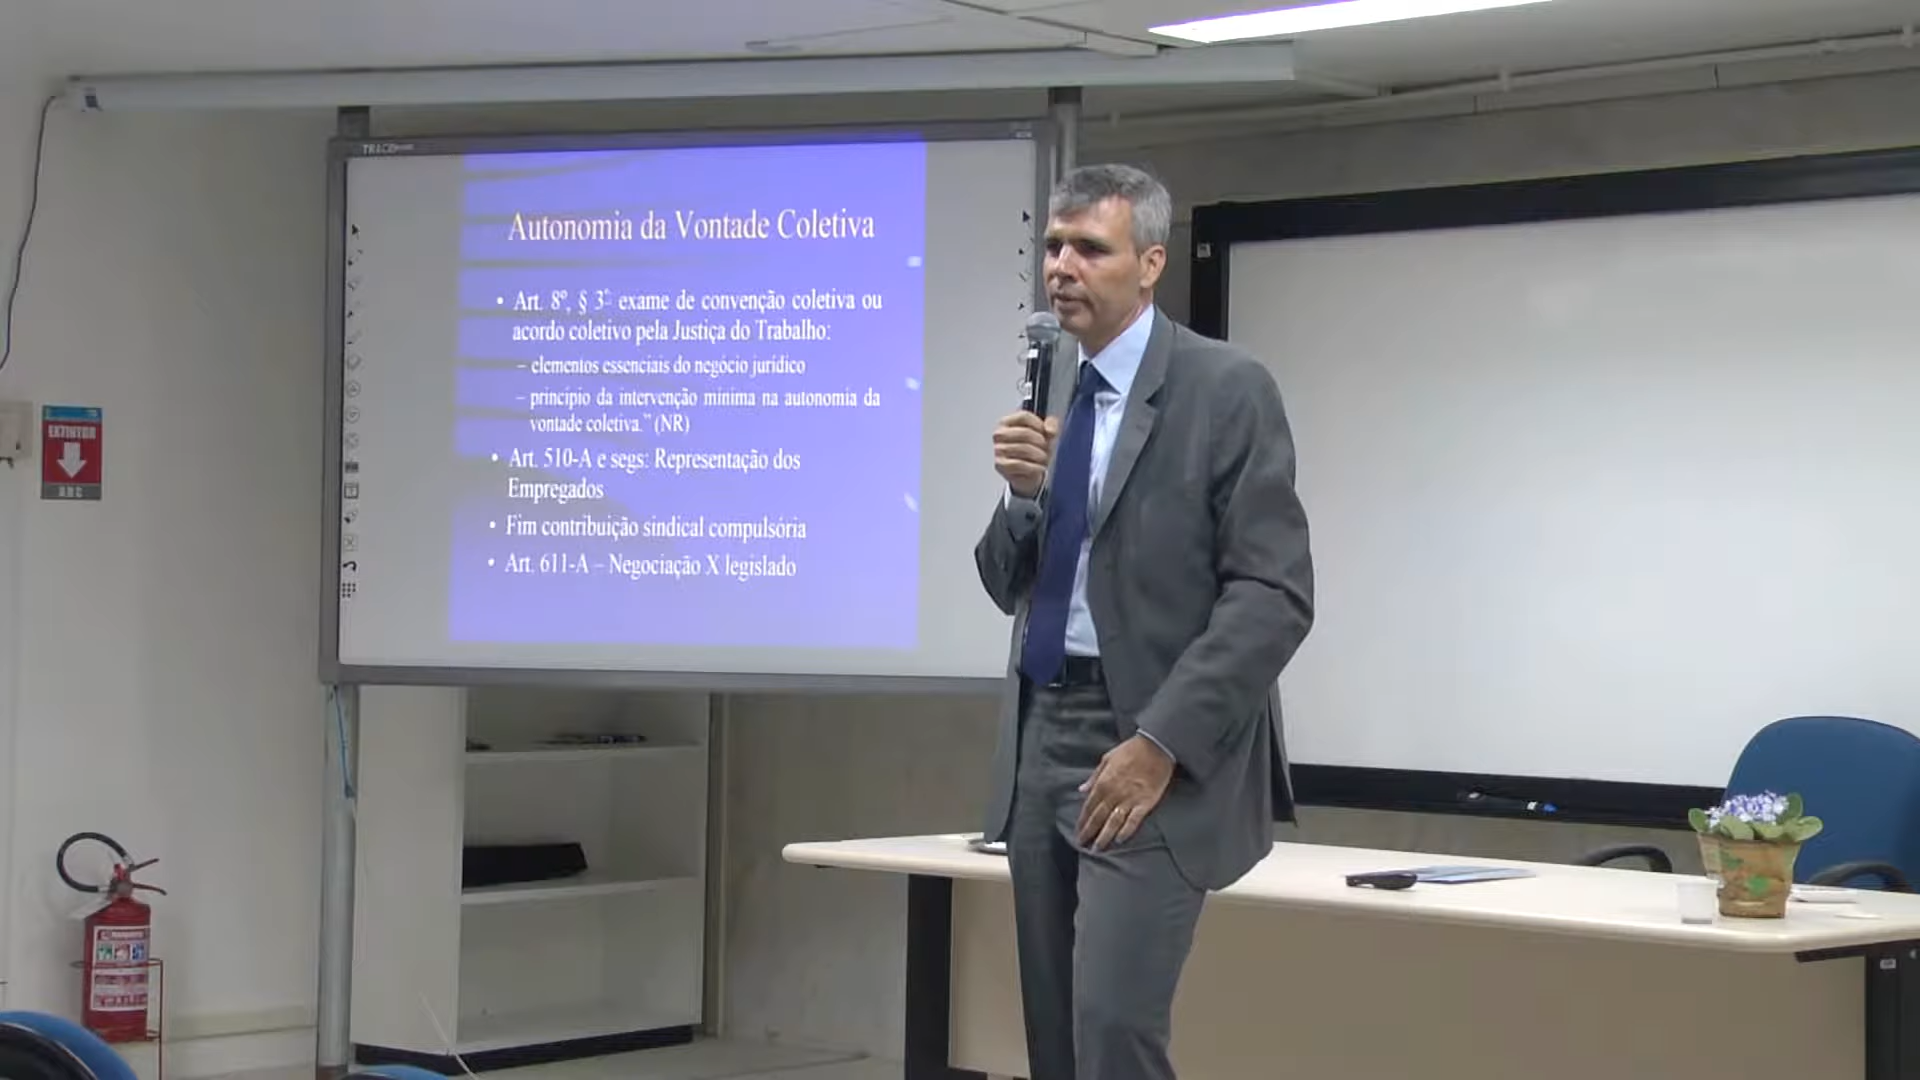 Autonomia da Vontade Coletiva
• Art. 8º, § 3º exame de convenção coletiva ou
acordo coletivo pela Justiça do Trabalho:
– elementos essenciais do negócio jurídico
– princípio da intervenção mínima na autonomia da
vontade coletiva.” (NR)
• Art. 510-A e segs: Representação dos
Empregados
• Fim contribuição sindical compulsória
• Art. 611-A – Negociação X legislado
EXTINTOR